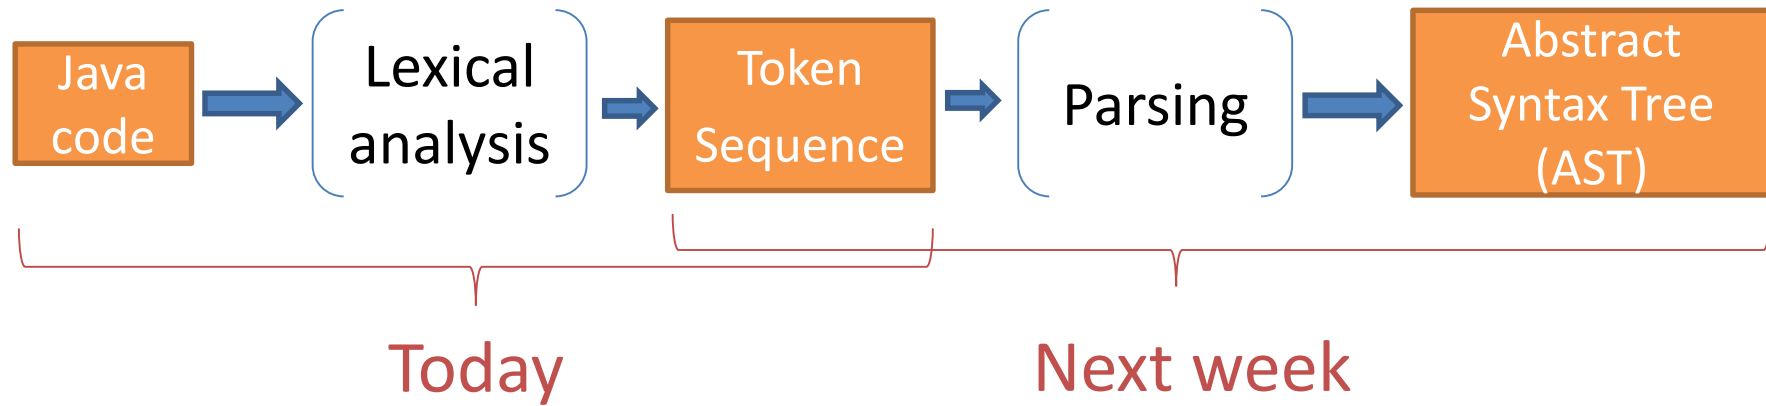 Java
code
Lexical
analysis
Token
Sequence
Parsing
Abstract
Syntax Tree
(AST)
Today
Next week